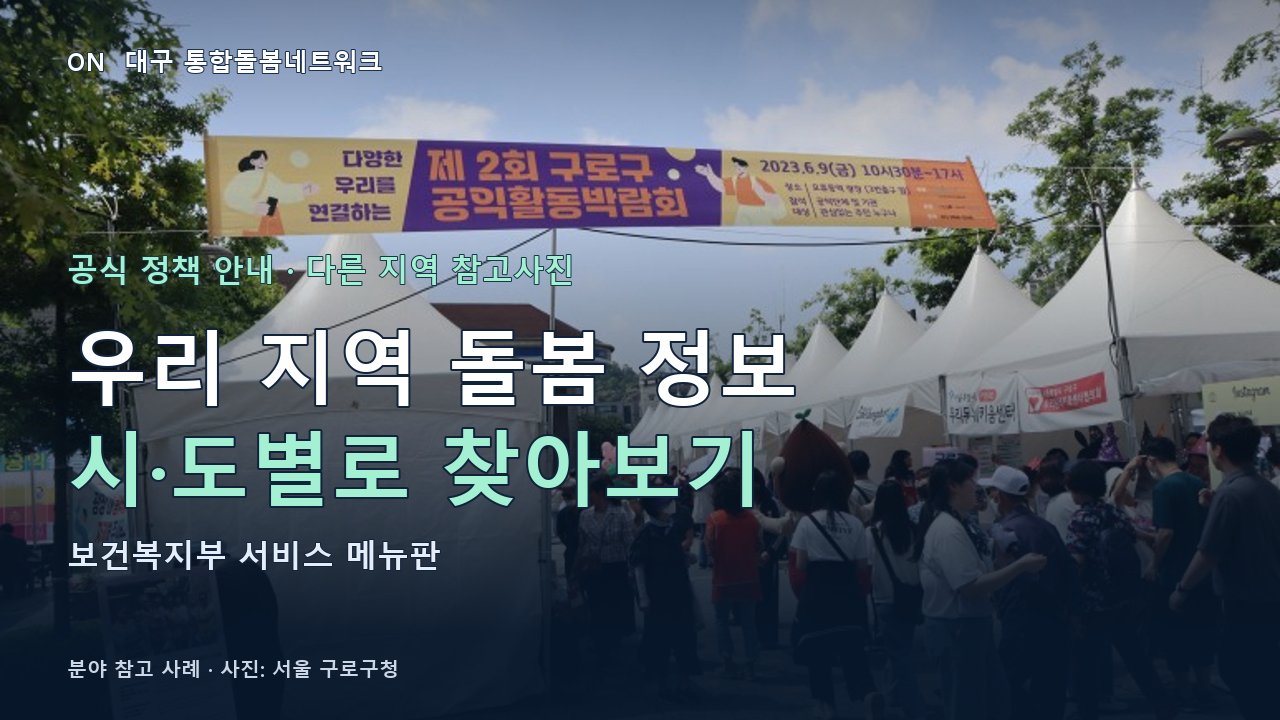 ON 대구 통합돌봄네트워크
다양한
우리를
연결하는
제 2회 구로구
공익활동박람회
2023.6.9(금) 10시30분~17시
공식 정책 안내 · 다른 지역 참고사진
우리 지역 돌봄 정보
시·도별로 찾아보기
보건복지부 서비스 메뉴판
Instagram
분야 참고 사례 · 사진: 서울 구로구청